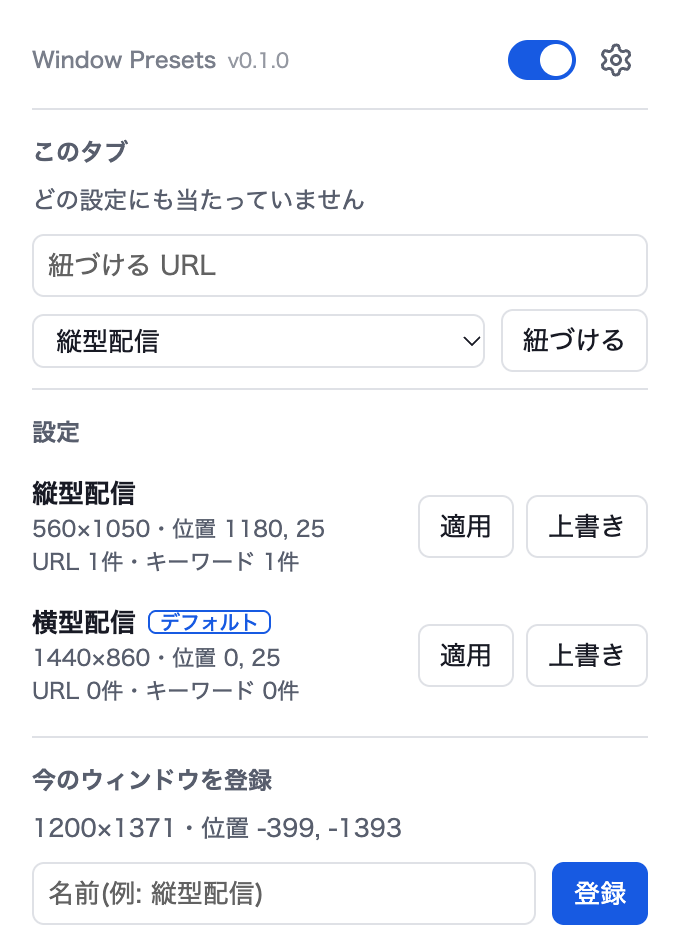 Window Presets v0.1.0
このタブ
どの設定にも当たっていません
紐づける URL
縦型配信 紐づける
設定
縦型配信
560×1050・位置 1180, 25
URL 1件・キーワード 1件
適用 上書き
横型配信 デフォルト
1440×860・位置 0, 25
URL 0件・キーワード 0件
適用 上書き
今のウィンドウを登録
1200×1371・位置 -399, -1393
名前(例: 縦型配信) 登録